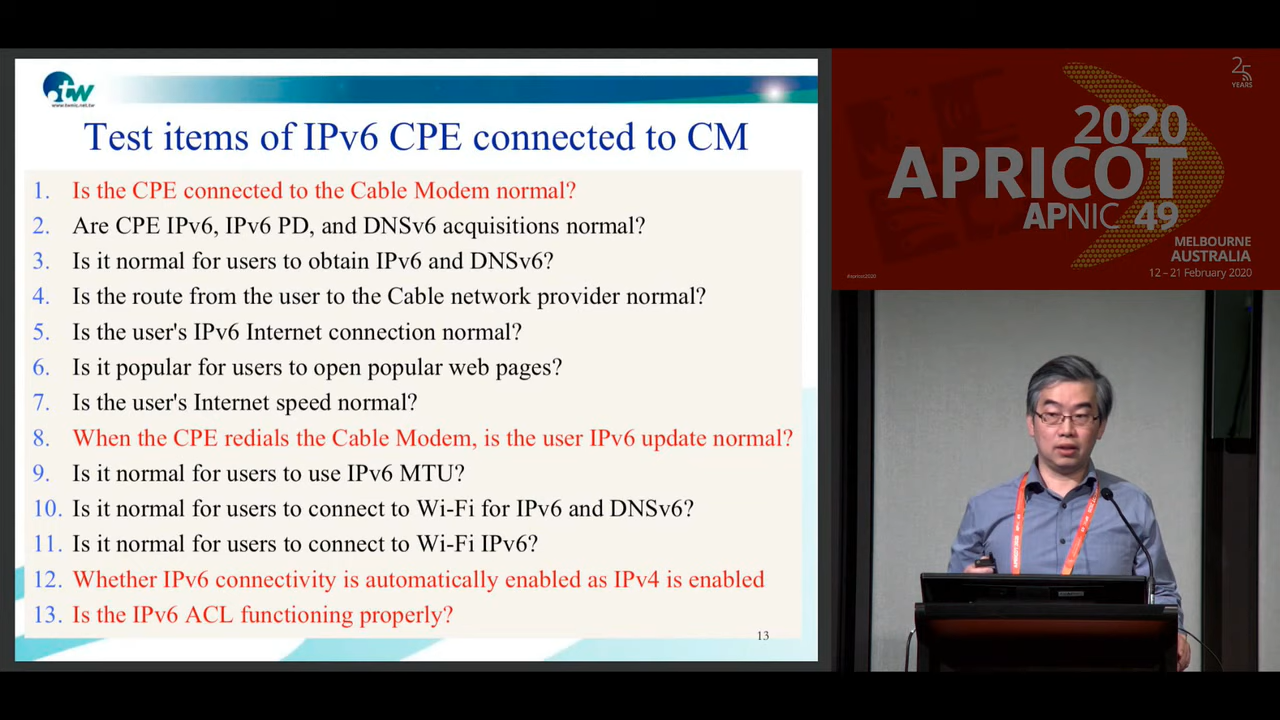 .tw
www.twnic.net.tw
Test items of IPv6 CPE connected to CM
1. Is the CPE connected to the Cable Modem normal?
2. Are CPE IPv6, IPv6 PD, and DNSv6 acquisitions normal?
3. Is it normal for users to obtain IPv6 and DNSv6?
4. Is the route from the user to the Cable network provider normal?
5. Is the user's IPv6 Internet connection normal?
6. Is it popular for users to open popular web pages?
7. Is the user's Internet speed normal?
8. When the CPE redials the Cable Modem, is the user IPv6 update normal?
9. Is it normal for users to use IPv6 MTU?
10. Is it normal for users to connect to Wi-Fi for IPv6 and DNSv6?
11. Is it normal for users to connect to Wi-Fi IPv6?
12. Whether IPv6 connectivity is automatically enabled as IPv4 is enabled
13. Is the IPv6 ACL functioning properly?
13
25
YEARS
2020
APRICOT
APNIC 49
MELBOURNE
AUSTRALIA
12 – 21 February 2020
#apricot2020